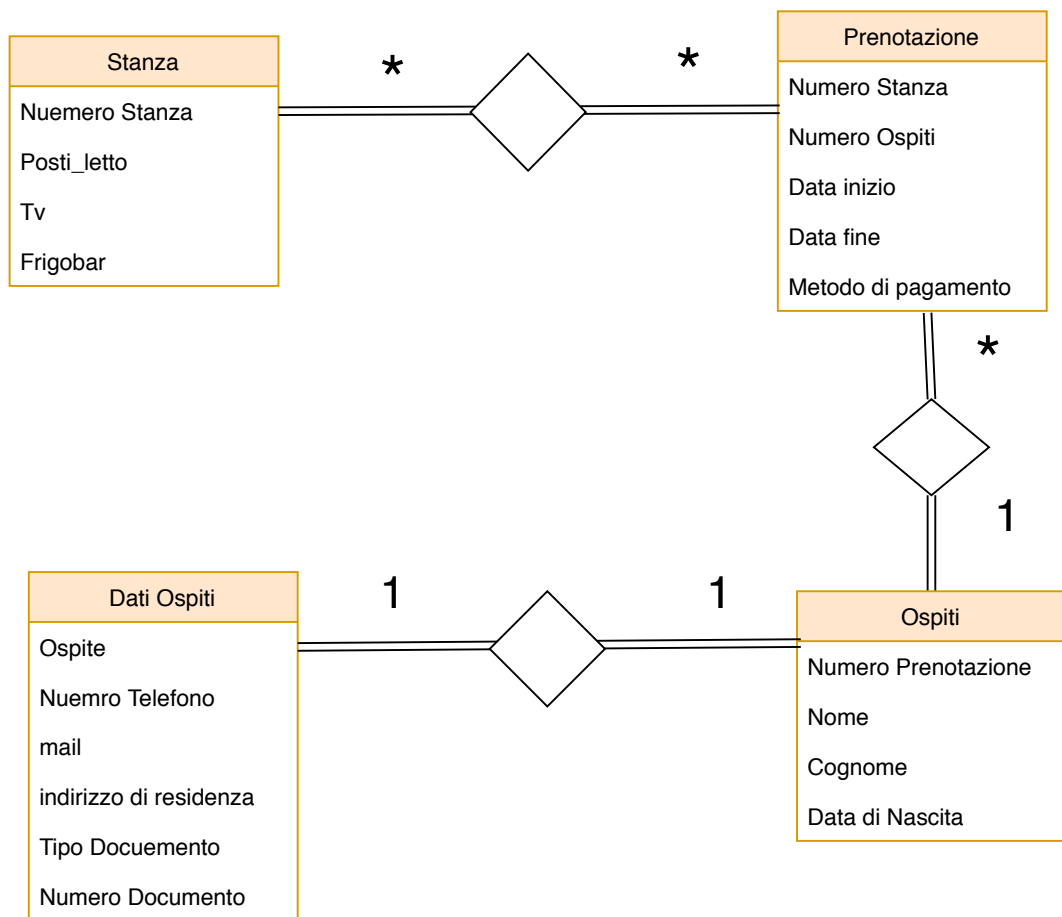 Stanza
Nuemero Stanza
Posti_letto
Tv
Frigobar
*
*
Prenotazione
Numero Stanza
Numero Ospiti
Data inizio
Data fine
Metodo di pagamento
*
1
Dati Ospiti
Ospite
Nuemro Telefono
mail
indirizzo di residenza
Tipo Docuemento
Numero Documento
1
1
Ospiti
Numero Prenotazione
Nome
Cognome
Data di Nascita